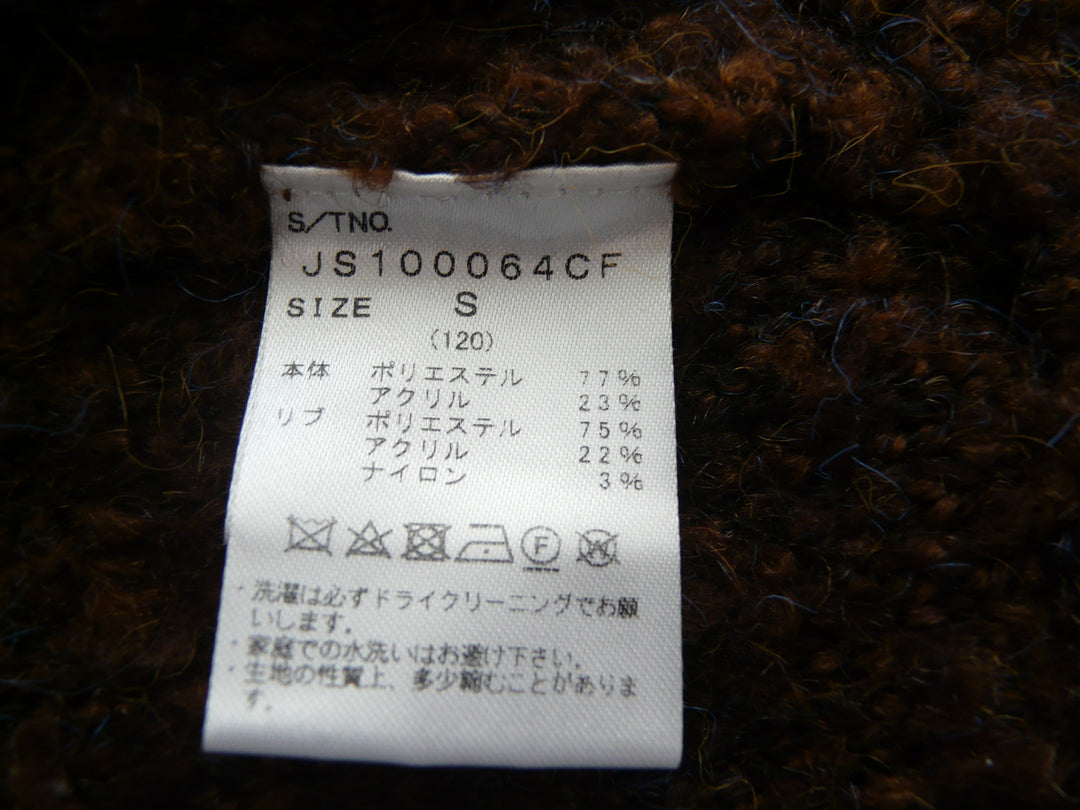 S/TNO.
JS100064CF
SIZE S
(120)
本体 ポリエステル 77%
アクリル 23%
リブ ポリエステル 75%
アクリル 22%
ナイロン 3%
F W
・洗濯は必ずドライクリーニングでお願
いします。
・家庭での水洗いはお避け下さい。
・生地の性質上、多少縮むことがありま
す。